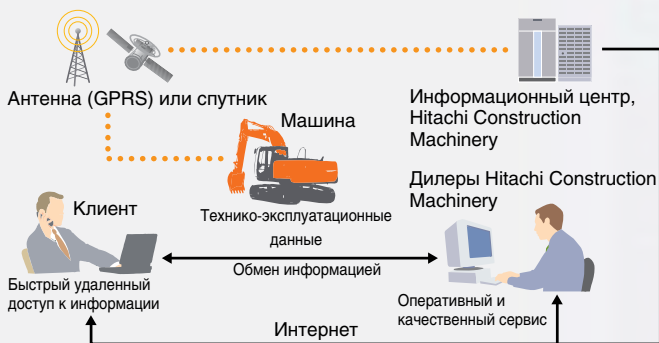 Антенна (GPRS) или спутник
Информационный центр,
Hitachi Construction
Machinery
Машина
Дилеры Hitachi Construction
Machinery
Клиент
Технико-эксплуатационные
данные
Обмен информацией
Быстрый удаленный
доступ к информации
Оперативный и
качественный сервис
Интернет